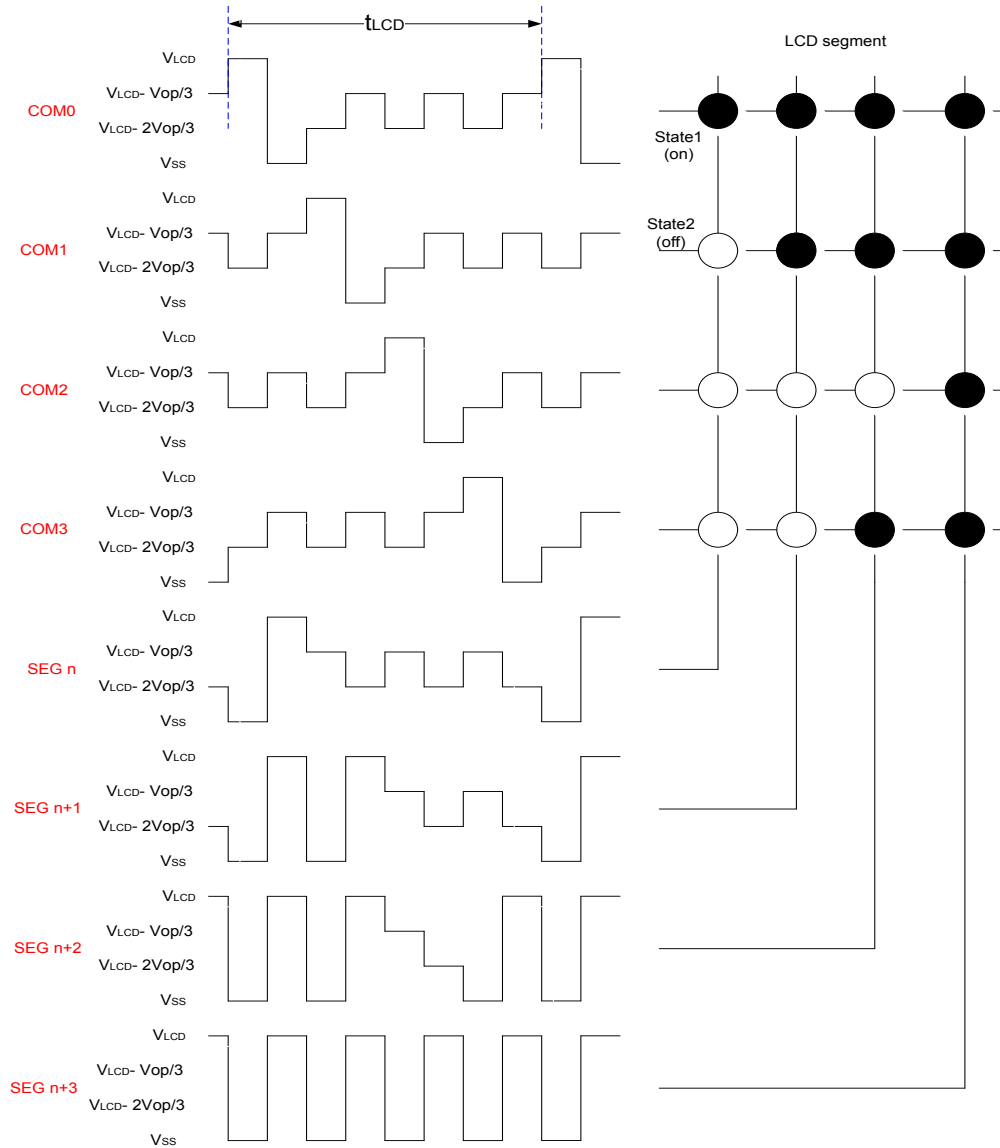 tLCD
LCD segment
COM0
VLCD
VLCD- Vop/3
VLCD- 2Vop/3
VSS
State1
(on)
COM1
VLCD
VLCD- Vop/3
VLCD- 2Vop/3
VSS
State2
(off)
COM2
VLCD
VLCD- Vop/3
VLCD- 2Vop/3
VSS
COM3
VLCD
VLCD- Vop/3
VLCD- 2Vop/3
VSS
SEG n
VLCD
VLCD- Vop/3
VLCD- 2Vop/3
VSS
SEG n+1
VLCD
VLCD- Vop/3
VLCD- 2Vop/3
VSS
SEG n+2
VLCD
VLCD- Vop/3
VLCD- 2Vop/3
VSS
SEG n+3
VLCD
VLCD- Vop/3
VLCD- 2Vop/3
VSS